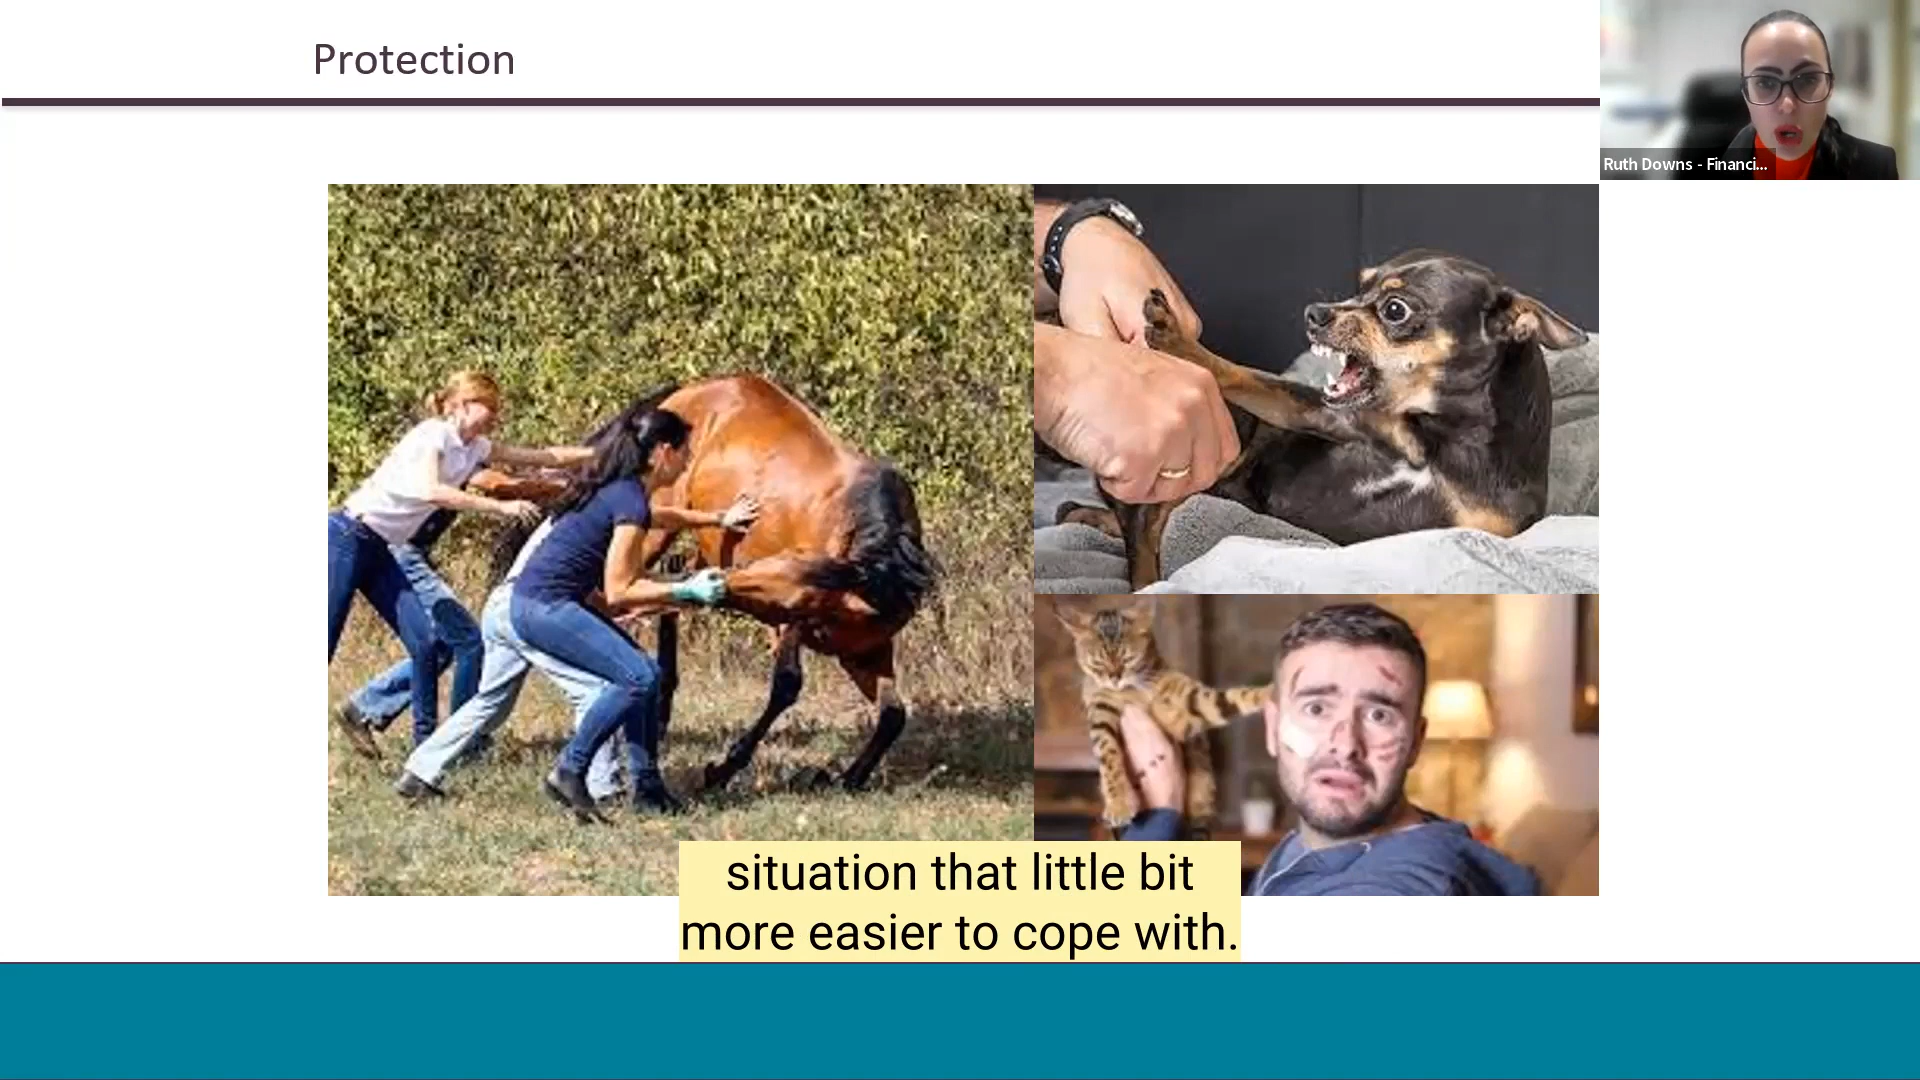 Protection
Ruth Downs - Financi...
situation that little bit
more easier to cope with.